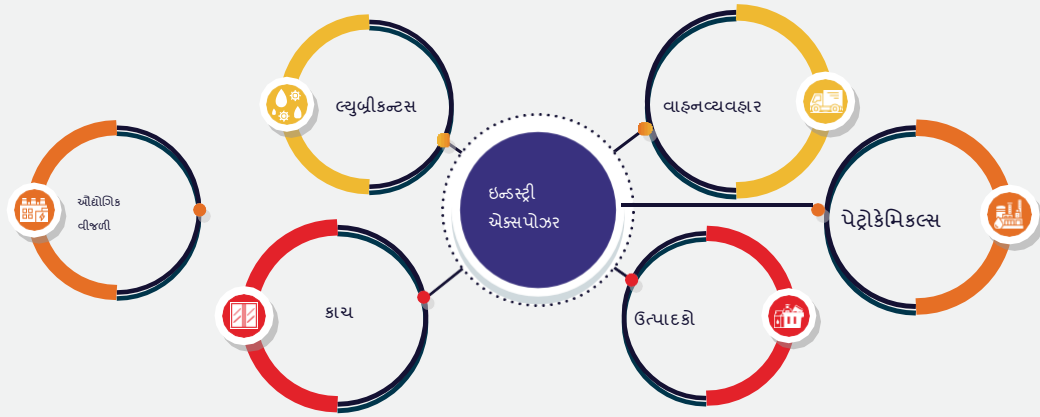 લ્યુબ્રીકન્ટસ
વાહનવ્યવહાર
ઔદ્યોગિક
વીજળી
ઇન્ડસ્ટ્રી
એક્સપોઝર
પેટ્રોકેમિકલ્સ
કાચ
ઉત્પાદકો